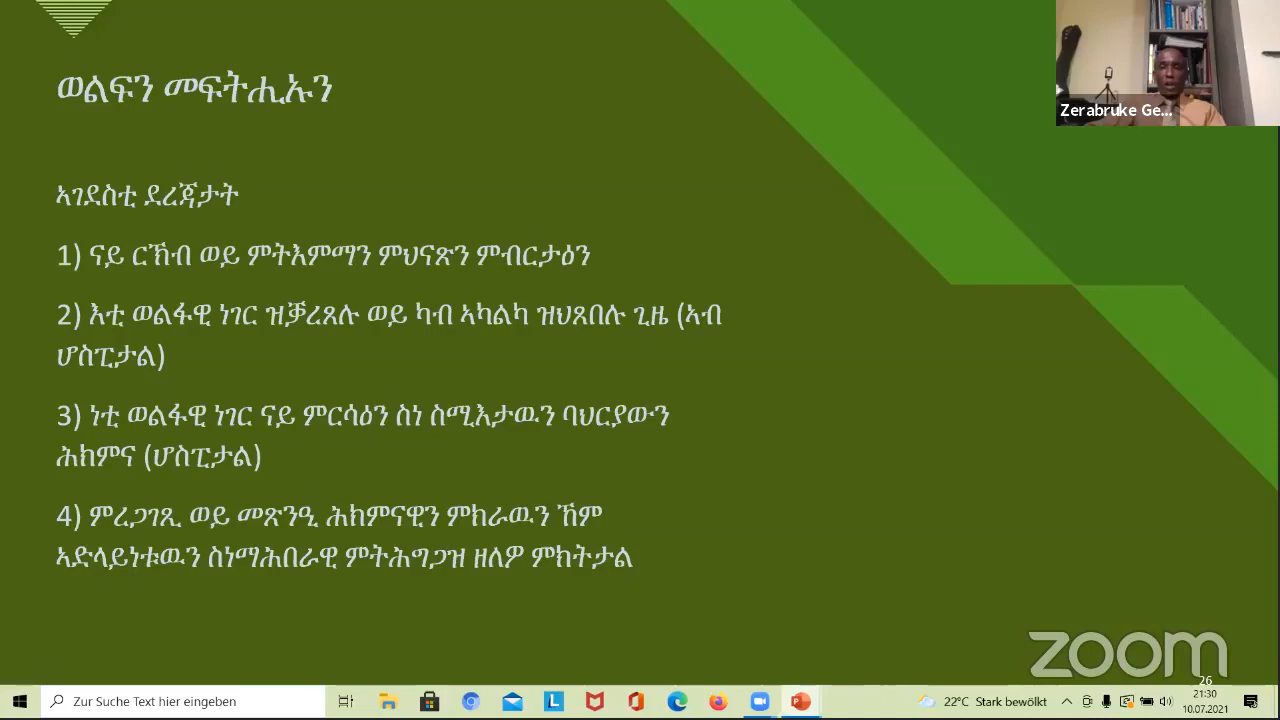 ወልፍን መፍትሒኡን
Zerabruke Ge...
ኣገደስቲ ደረጃታት
1) ናይ ርኽብ ወይ ምትእምማን ምህናጽን ምብርታዕን
2) እቲ ወልፋዊ ነገር ዝቛረጸሉ ወይ ካብ ኣካልካ ዝህጸበሉ ጊዜ (ኣብ
ሆስፒታል)
3) ነቲ ወልፋዊ ነገር ናይ ምርሳዕን ስነ ስሚእታዉን ባህርያውን
ሕክምና (ሆስፒታል)
4) ምረጋገጺ ወይ መጽንዒ ሕክምናዊን ምክራዉን ኸም
ኣድላይነቱዉን ስነማሕበራዊ ምትሕግጋዝ ዘለዎ ምክትታል
zoom
26
Zur Suche Text hier eingeben
22°C Stark bewölkt
21:30
10.07.2021